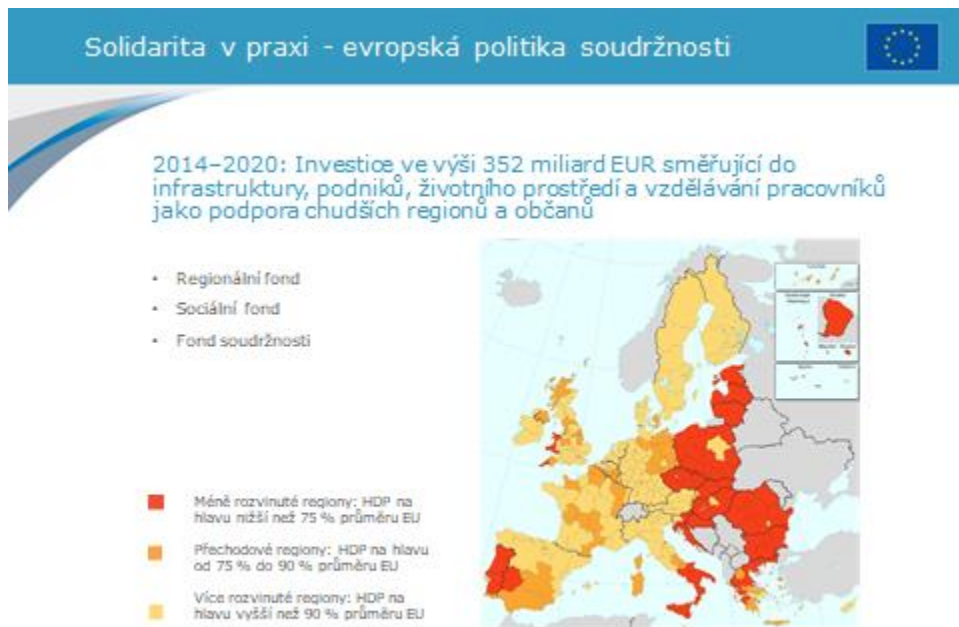 Solidarita v praxi - evropská politika soudržnosti
2014–2020: Investice ve výši 352 miliard EUR směřující do
infrastruktury, podniků, životního prostředí a vzdělávání pracovníků
jako podpora chudších regionů a občanů
• Regionální fond
• Sociální fond
• Fond soudržnosti
Méně rozvinuté regiony: HDP na
hlavu nižší než 75 % průměru EU
Přechodové regiony: HDP na hlavu
od 75 % do 90 % průměru EU
Více rozvinuté regiony: HDP na
hlavu vyšší než 90 % průměru EU